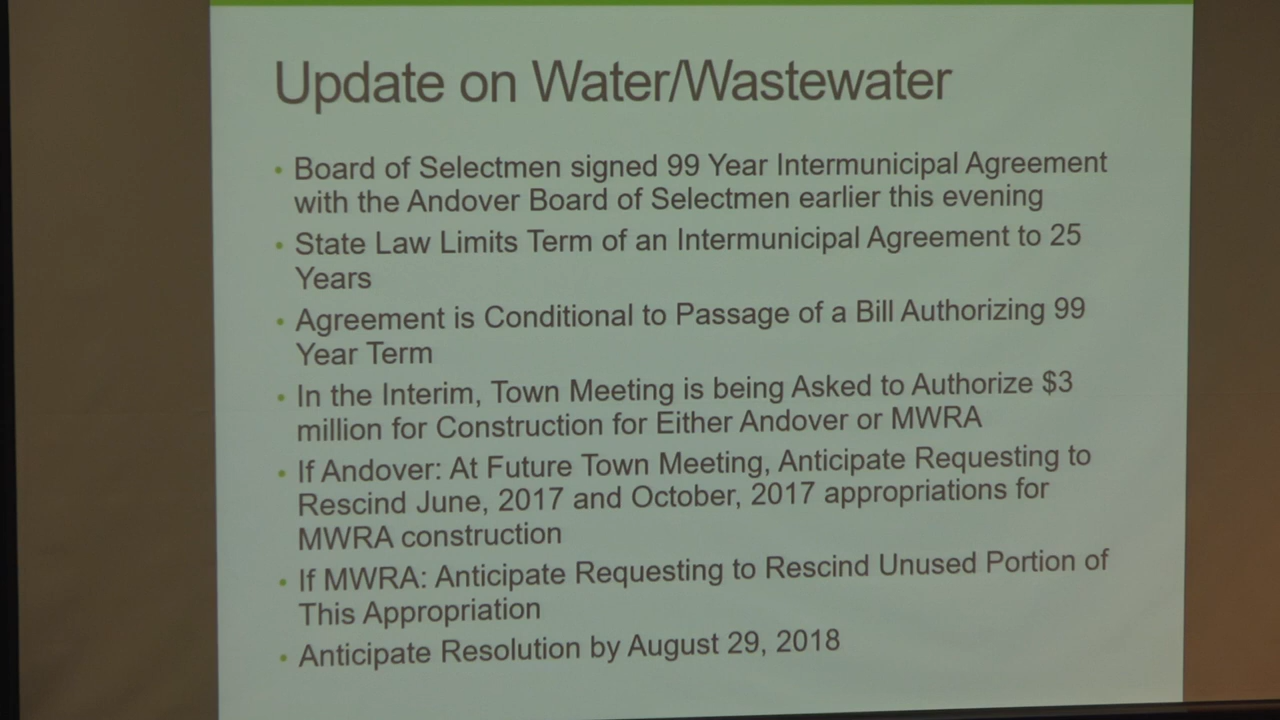 Update on Water/Wastewater
• Board of Selectmen signed 99 Year Intermunicipal Agreement
with the Andover Board of Selectmen earlier this evening
• State Law Limits Term of an Intermunicipal Agreement to 25
Years
• Agreement is Conditional to Passage of a Bill Authorizing 99
Year Term
• In the Interim, Town Meeting is being Asked to Authorize $3
million for Construction for Either Andover or MWRA
• If Andover: At Future Town Meeting, Anticipate Requesting to
Rescind June, 2017 and October, 2017 appropriations for
MWRA construction
• If MWRA: Anticipate Requesting to Rescind Unused Portion of
This Appropriation
• Anticipate Resolution by August 29, 2018